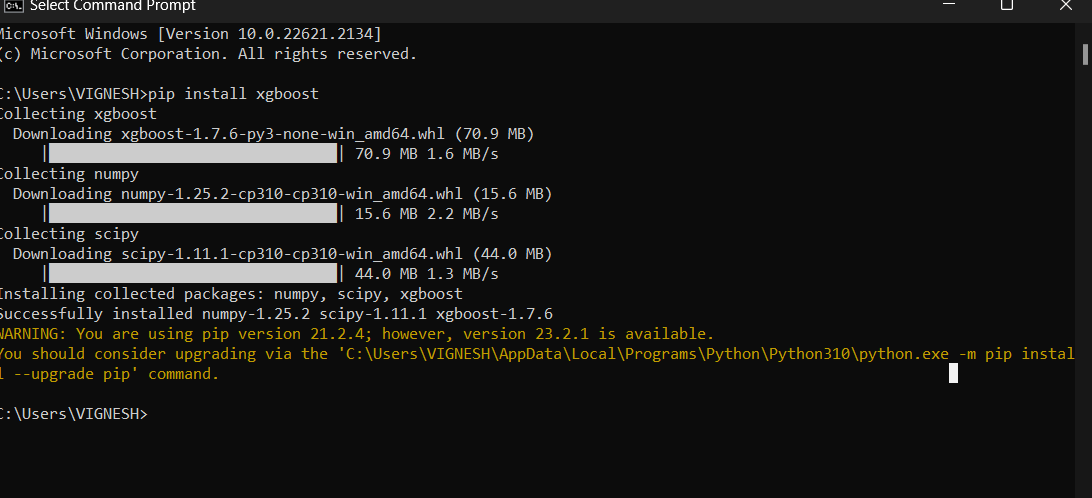 Select Command Prompt
Microsoft Windows [Version 10.0.22621.2134]
(c) Microsoft Corporation. All rights reserved.
C:\Users\VIGNESH>pip install xgboost
Collecting xgboost
Downloading xgboost-1.7.6-py3-none-win_amd64.whl (70.9 MB)
|████████████████████████████████| 70.9 MB 1.6 MB/s
Collecting numpy
Downloading numpy-1.25.2-cp310-cp310-win_amd64.whl (15.6 MB)
|████████████████████████████████| 15.6 MB 2.2 MB/s
Collecting scipy
Downloading scipy-1.11.1-cp310-cp310-win_amd64.whl (44.0 MB)
|████████████████████████████████| 44.0 MB 1.3 MB/s
Installing collected packages: numpy, scipy, xgboost
Successfully installed numpy-1.25.2 scipy-1.11.1 xgboost-1.7.6
WARNING: You are using pip version 21.2.4; however, version 23.2.1 is available.
You should consider upgrading via the 'C:\Users\VIGNESH\AppData\Local\Programs\Python\Python310\python.exe -m pip instal
l --upgrade pip' command.
C:\Users\VIGNESH>